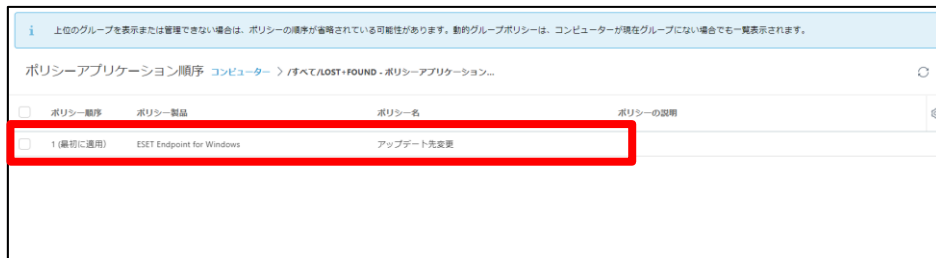 i 上位のグループを表示または管理できない場合は、ポリシーの順序が省略されている可能性があります。動的グループポリシーは、コンピューターが現在グループにない場合でも一覧表示されます。
ポリシーアプリケーション順序 コンピューター > /すべて/LOST+FOUND - ポリシーアプリケーション...
ポリシー順序 ポリシー製品 ポリシー名 ポリシーの説明
1 (最初に適用) ESET Endpoint for Windows アップデート先変更